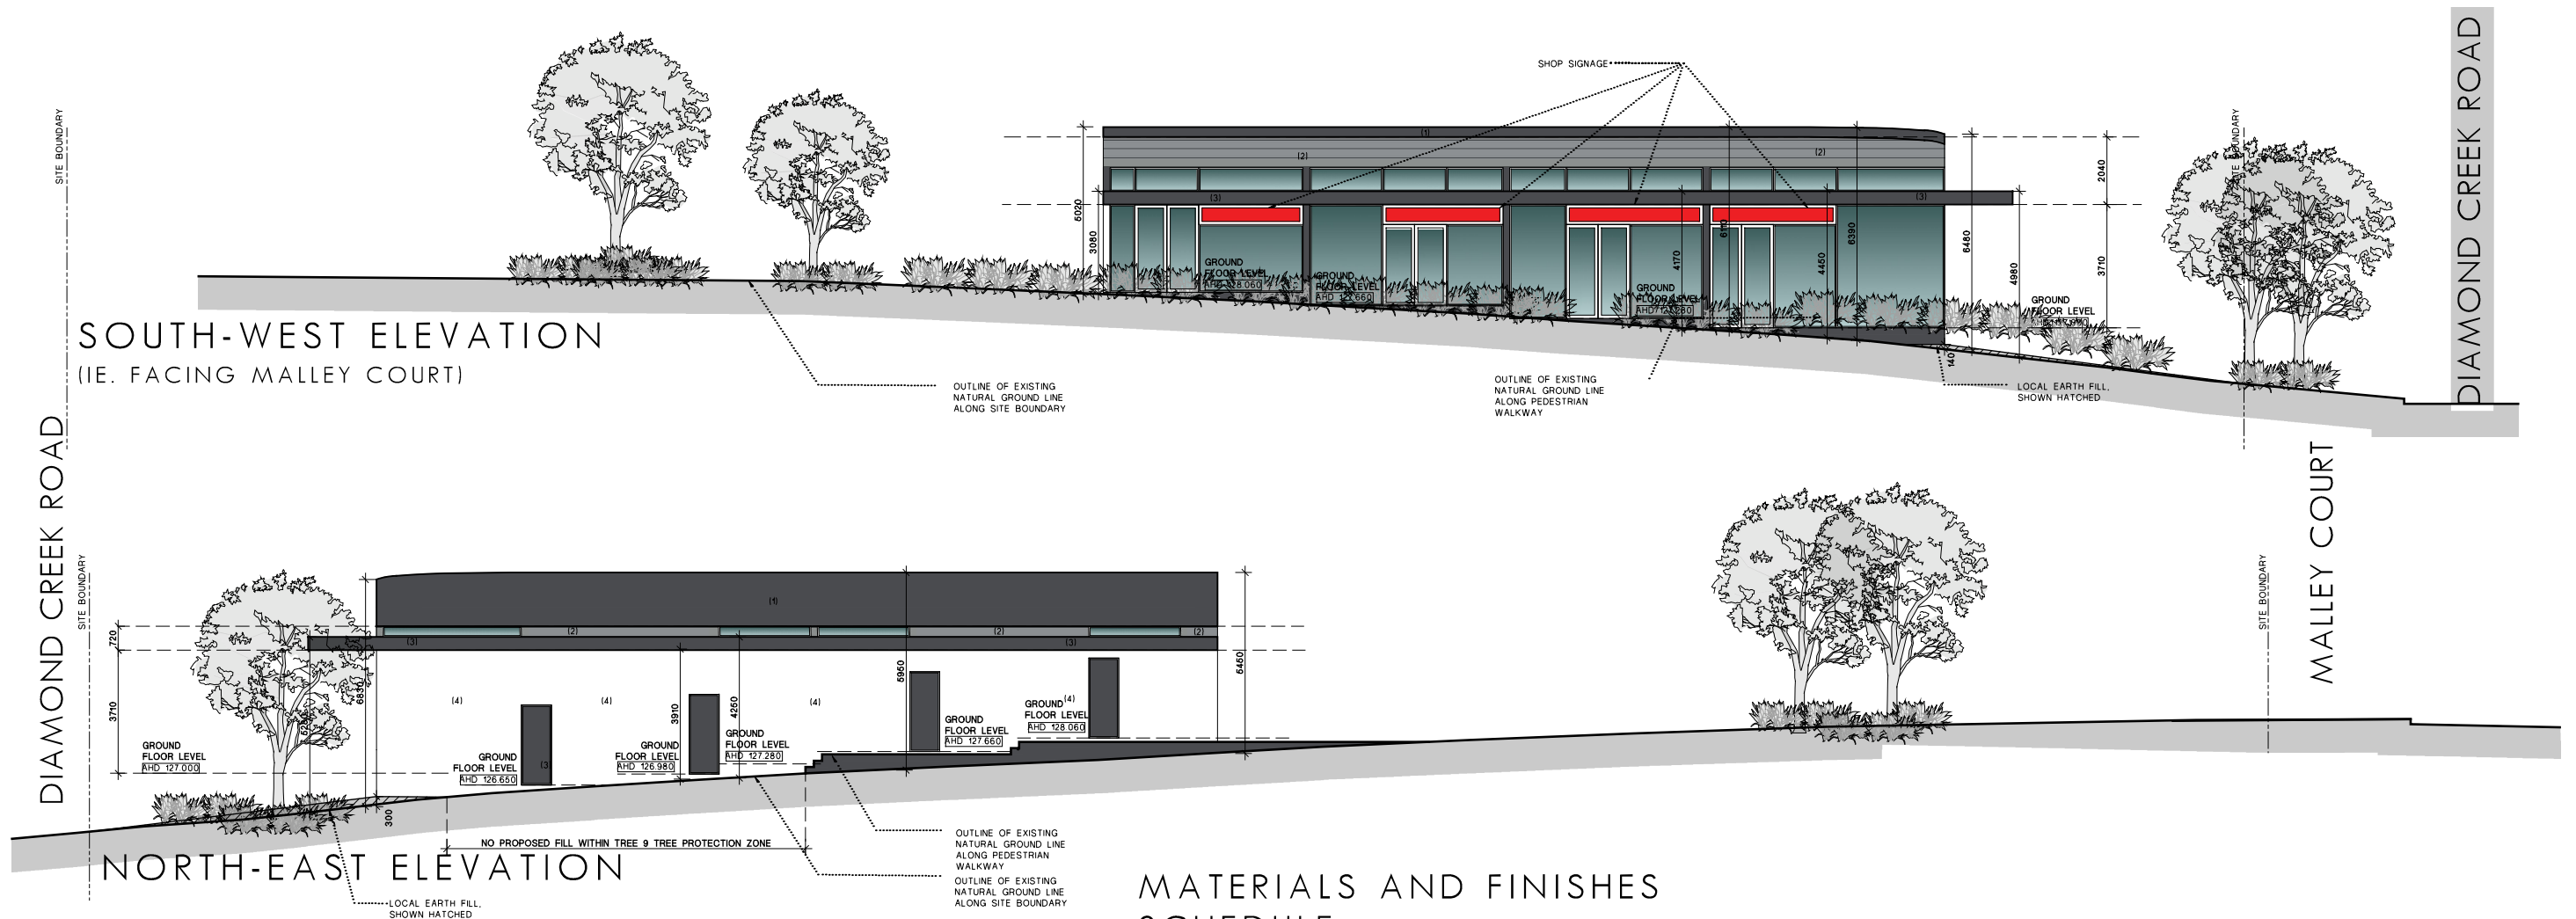 SHOP SIGNAGE
DIAMOND CREEK ROAD
SITE BOUNDARY
SITE BOUNDARY
(1)
(2)
(2)
(3)
(3)
5020
3080
6110
4170
6390
4450
6480
4980
2040
3710
140
GROUND
FLOOR LEVEL
AHD 128.060
GROUND
FLOOR LEVEL
AHD 127.660
GROUND
FLOOR LEVEL
AHD 127.280
GROUND
FLOOR LEVEL
SOUTH-WEST ELEVATION
(IE. FACING MALLEY COURT)
OUTLINE OF EXISTING
NATURAL GROUND LINE
ALONG SITE BOUNDARY
OUTLINE OF EXISTING
NATURAL GROUND LINE
ALONG PEDESTRIAN
WALKWAY
LOCAL EARTH FILL,
SHOWN HATCHED
DIAMOND CREEK ROAD
SITE BOUNDARY
SITE BOUNDARY
MALLEY COURT
(1)
(2)
(2)
(2)
(3)
(3)
(4)
(4)
(4)
(4)
720
3710
6830
300
3910
4250
5950
6450
GROUND
FLOOR LEVEL
AHD 127.000
GROUND
FLOOR LEVEL
AHD 126.650
GROUND
FLOOR LEVEL
AHD 126.980
GROUND
FLOOR LEVEL
AHD 127.280
GROUND
FLOOR LEVEL
AHD 127.660
GROUND
FLOOR LEVEL
AHD 128.060
NO PROPOSED FILL WITHIN TREE 9 TREE PROTECTION ZONE
NORTH-EAST ELEVATION
OUTLINE OF EXISTING
NATURAL GROUND LINE
ALONG PEDESTRIAN
WALKWAY
OUTLINE OF EXISTING
NATURAL GROUND LINE
ALONG SITE BOUNDARY
LOCAL EARTH FILL,
SHOWN HATCHED
MATERIALS AND FINISHES
SCHEDULE